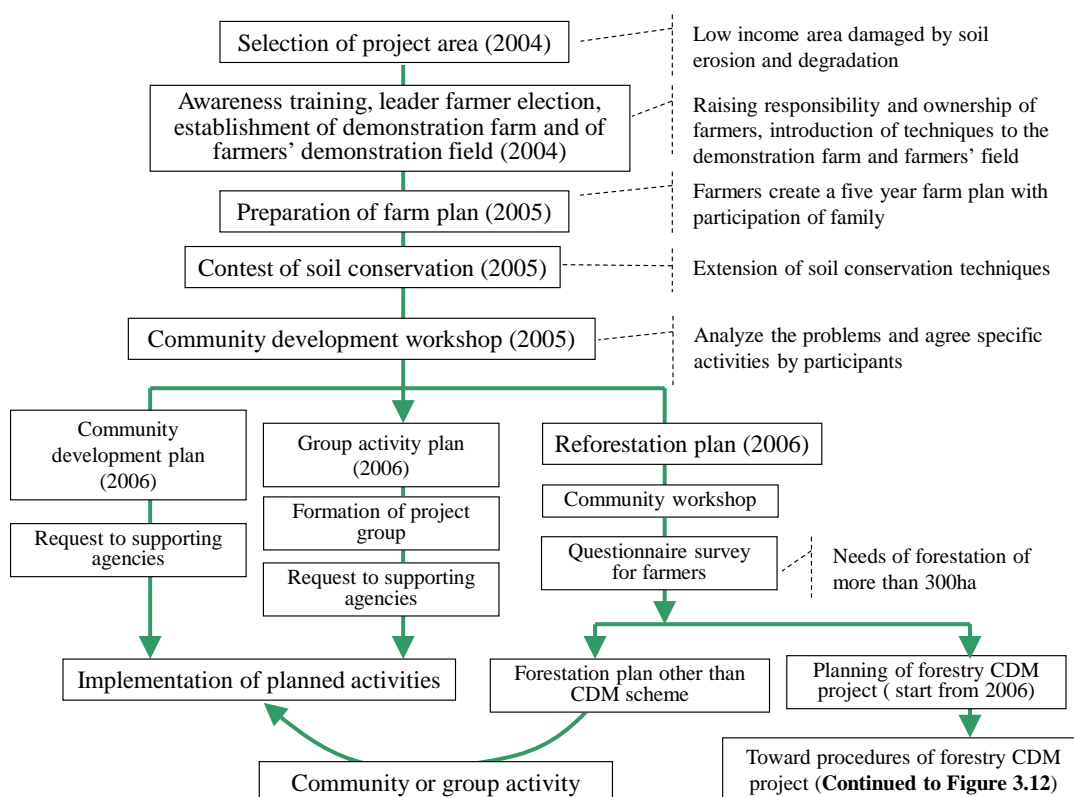 Selection of project area (2004)
Low income area damaged by soil
erosion and degradation
Awareness training, leader farmer election,
establishment of demonstration farm and of
farmers' demonstration field (2004)
Raising responsibility and ownership of
farmers, introduction of techniques to the
demonstration farm and farmers' field
Preparation of farm plan (2005)
Farmers create a five year farm plan with
participation of family
Contest of soil conservation (2005)
Extension of soil conservation techniques
Community development workshop (2005)
Analyze the problems and agree specific
activities by participants
Community
development plan
(2006)
Request to supporting
agencies
Group activity plan
(2006)
Formation of project
group
Request to supporting
agencies
Reforestation plan (2006)
Community workshop
Questionnaire survey
for farmers
Needs of forestation of
more than 300ha
Implementation of planned activities
Forestation plan other than
CDM scheme
Planning of forestry CDM
project ( start from 2006)
Community or group activity
Toward procedures of forestry CDM
project (Continued to Figure 3.12)